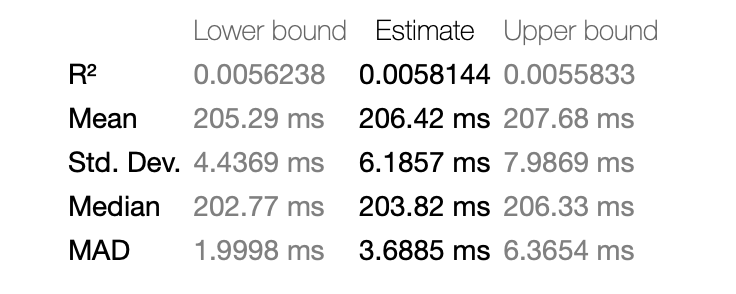 Lower bound Estimate Upper bound
R² 0.0056238 0.0058144 0.0055833
Mean 205.29 ms 206.42 ms 207.68 ms
Std. Dev. 4.4369 ms 6.1857 ms 7.9869 ms
Median 202.77 ms 203.82 ms 206.33 ms
MAD 1.9998 ms 3.6885 ms 6.3654 ms